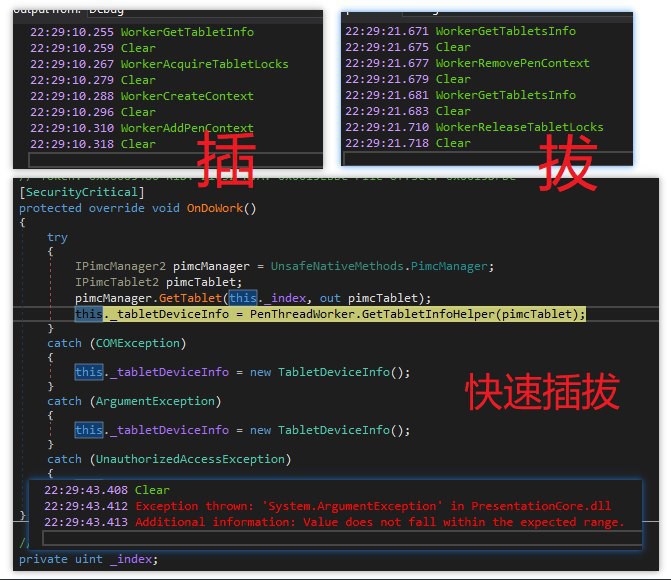 22:29:10.255 WorkerGetTabletInfo
22:29:10.259 Clear
22:29:10.267 WorkerAcquireTabletLocks
22:29:10.279 Clear
22:29:10.288 WorkerCreateContext
22:29:10.296 Clear
22:29:10.310 WorkerAddPenContext
22:29:10.318 Clear
插
22:29:21.671 WorkerGetTabletsInfo
22:29:21.675 Clear
22:29:21.677 WorkerRemovePenContext
22:29:21.679 Clear
22:29:21.681 WorkerGetTabletsInfo
22:29:21.683 Clear
22:29:21.710 WorkerReleaseTabletLocks
22:29:21.718 Clear
拔
[SecurityCritical]
protected override void OnDoWork()
{
try
{
IPimcManager2 pimcManager = UnsafeNativeMethods.PimcManager;
IPimcTablet2 pimcTablet;
pimcManager.GetTablet(this._index, out pimcTablet);
this._tabletDeviceInfo = PenThreadWorker.GetTabletInfoHelper(pimcTablet);
}
catch (COMException)
{
this._tabletDeviceInfo = new TabletDeviceInfo();
}
catch (ArgumentException)
{
this._tabletDeviceInfo = new TabletDeviceInfo();
}
catch (UnauthorizedAccessException)
{
快速插拔
22:29:43.408 Clear
22:29:43.412 Exception thrown: 'System.ArgumentException' in PresentationCore.dll
22:29:43.413 Additional information: Value does not fall within the expected range.
}
//
private uint _index;